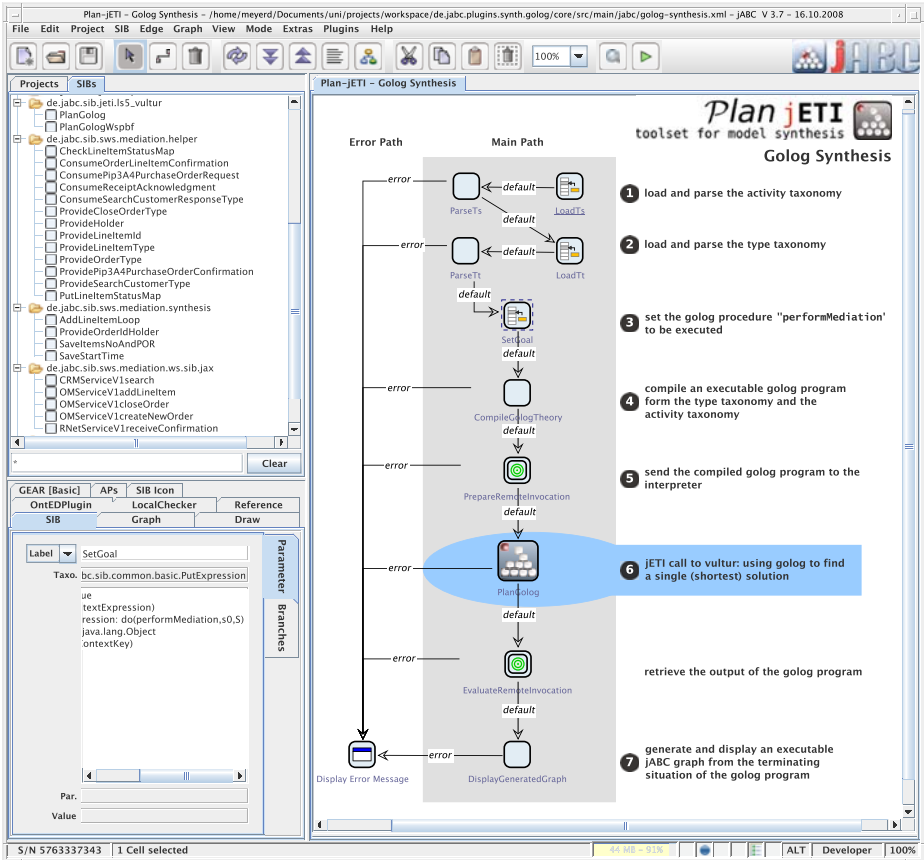 Plan-jETI - Golog Synthesis - /home/meyerd/Documents/uni/projects/workspace/de.jabc.plugins.synth.golog/core/src/main/jabc/golog-synthesis.xml - jABC V 3.7 - 16.10.2008
File Edit Project SIB Edge Graph View Mode Extras Plugins Help
100%
jABC
Projects SIBs
de.jabc.sib.jeti.ls5_vultur
PlanGolog
PlanGologWspbf
de.jabc.sib.sws.mediation.helper
CheckLineItemStatusMap
ConsumeOrderLineItemConfirmation
ConsumePip3A4PurchaseOrderRequest
ConsumeReceiptAcknowledgment
ConsumeSearchCustomerResponseType
ProvideCloseOrderType
ProvideHolder
ProvideLineItemId
ProvideLineItemType
ProvideOrderType
ProvidePip3A4PurchaseOrderConfirmation
ProvideSearchCustomerType
PutLineItemStatusMap
de.jabc.sib.sws.mediation.synthesis
AddLineItemLoop
ProvideOrderIdHolder
SaveItemsNoAndPOR
SaveStartTime
de.jabc.sib.sws.mediation.ws.sib.jax
CRMServiceV1search
OMServiceV1addLineItem
OMServiceV1closeOrder
OMServiceV1createNewOrder
RNetServiceV1receiveConfirmation
*
Clear
GEAR [Basic] APs SIB Icon
OntEDPlugin LocalChecker Reference
SIB Graph Draw
Label SetGoal
Taxo. bc.sib.common.basic.PutExpression
ue
textExpression)
ression: do(performMediation,s0,S)
java.lang.Object
ontextKey)
Par.
Value
Parameter
Branches
Plan-jETI - Golog Synthesis
Plan jETI
toolset for model synthesis
Golog Synthesis
Error Path Main Path
error
default
ParseTs
LoadTs
1 load and parse the activity taxonomy
default
error
default
ParseTt
LoadTt
2 load and parse the type taxonomy
default
SetGoal
3 set the golog procedure "performMediation'
to be executed
default
error
CompileGologTheory
4 compile an executable golog program
form the type taxonomy and the
activity taxonomy
default
error
PrepareRemoteInvocation
5 send the compiled golog program to the
interpreter
default
error
PlanGolog
6 jETI call to vultur: using golog to find
a single (shortest) solution
default
error
EvaluateRemoteInvocation
retrieve the output of the golog program
default
error
Display Error Message
DisplayGeneratedGraph
7 generate and display an executable
jABC graph from the terminating
situation of the golog program
S/N 5763337343 1 Cell selected 44 MB - 91% ALT Developer 100%